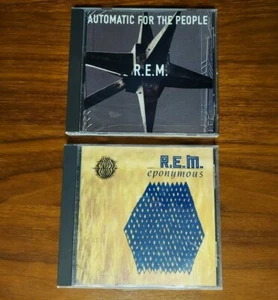 AUTOMATIC FOR THE PEOPLE
R.E.M.
R.E.M.
eponymous